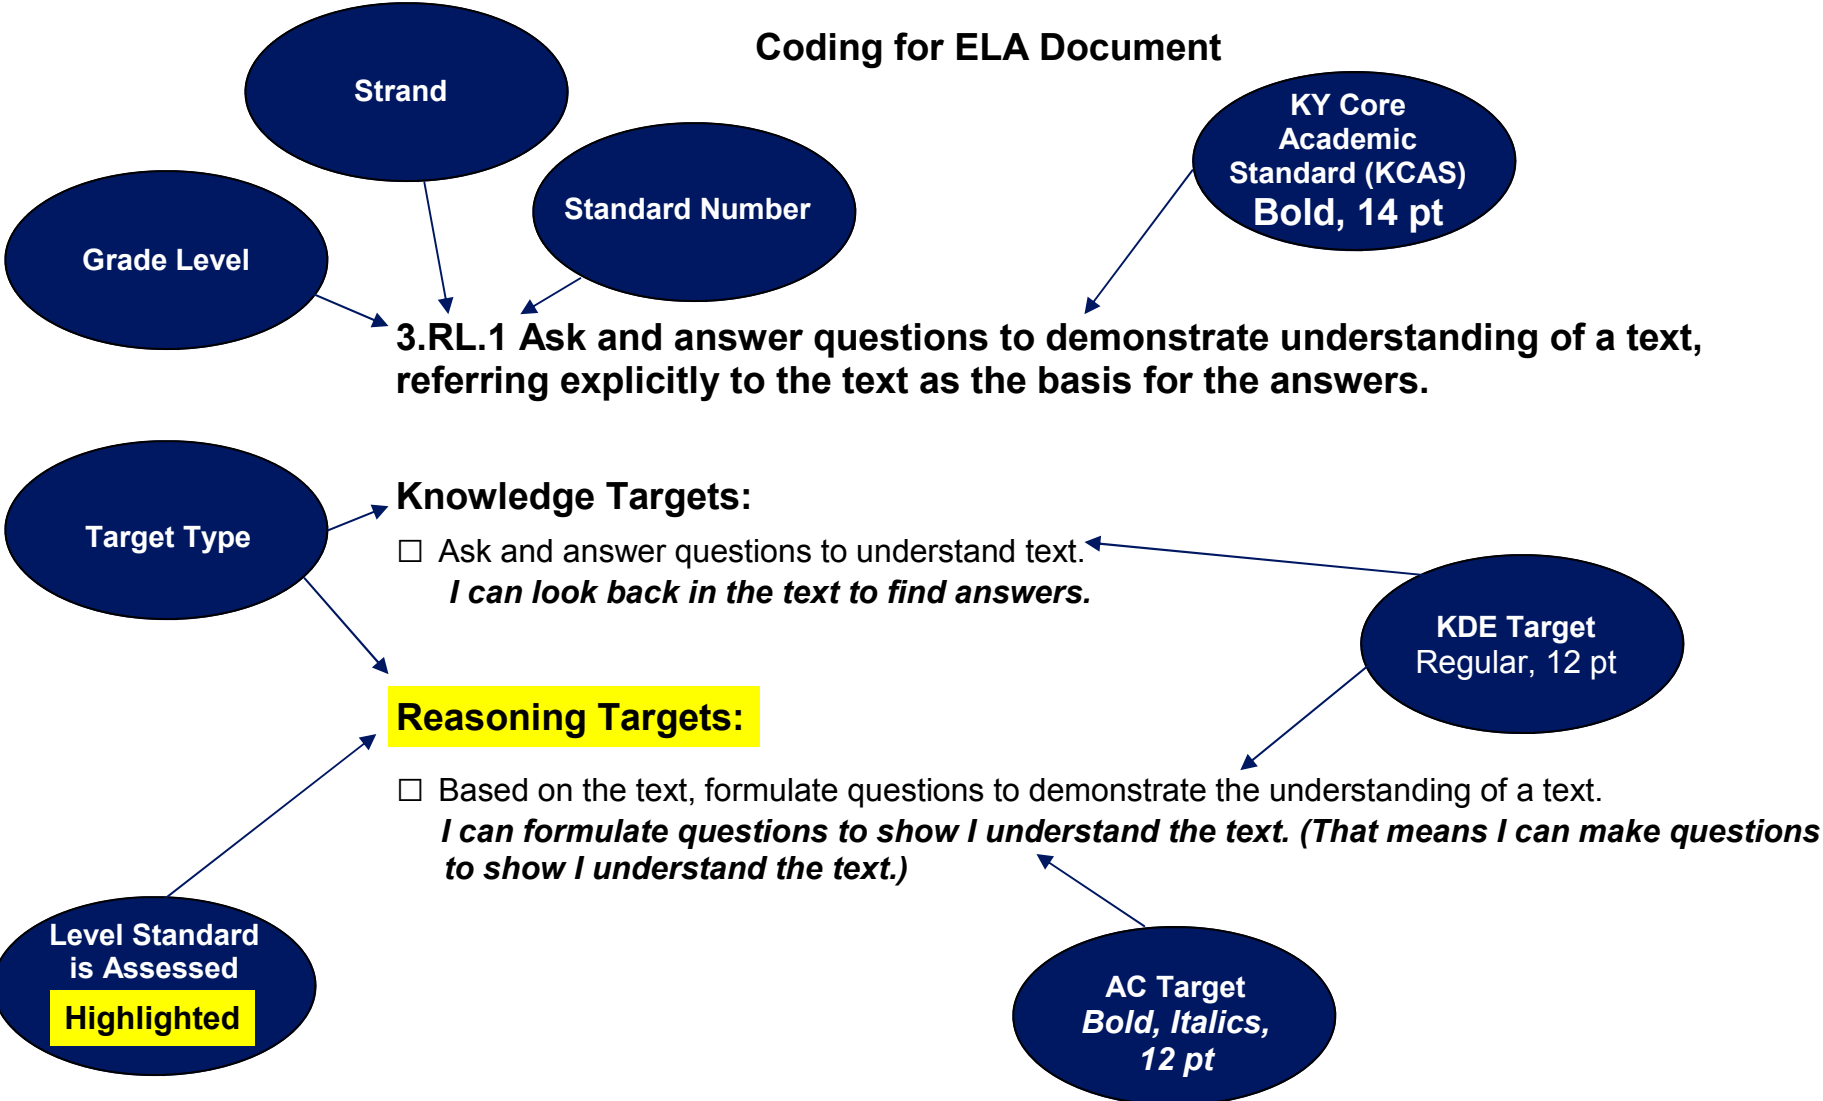 Coding for ELA Document
Strand
KY Core
Academic
Standard (KCAS)
Bold, 14 pt
Standard Number
Grade Level
3.RL.1 Ask and answer questions to demonstrate understanding of a text,
referring explicitly to the text as the basis for the answers.
Target Type
Knowledge Targets:
☐ Ask and answer questions to understand text.
I can look back in the text to find answers.
KDE Target
Regular, 12 pt
Reasoning Targets:
☐ Based on the text, formulate questions to demonstrate the understanding of a text.
I can formulate questions to show I understand the text. (That means I can make questions
to show I understand the text.)
Level Standard
is Assessed
Highlighted
AC Target
Bold, Italics,
12 pt